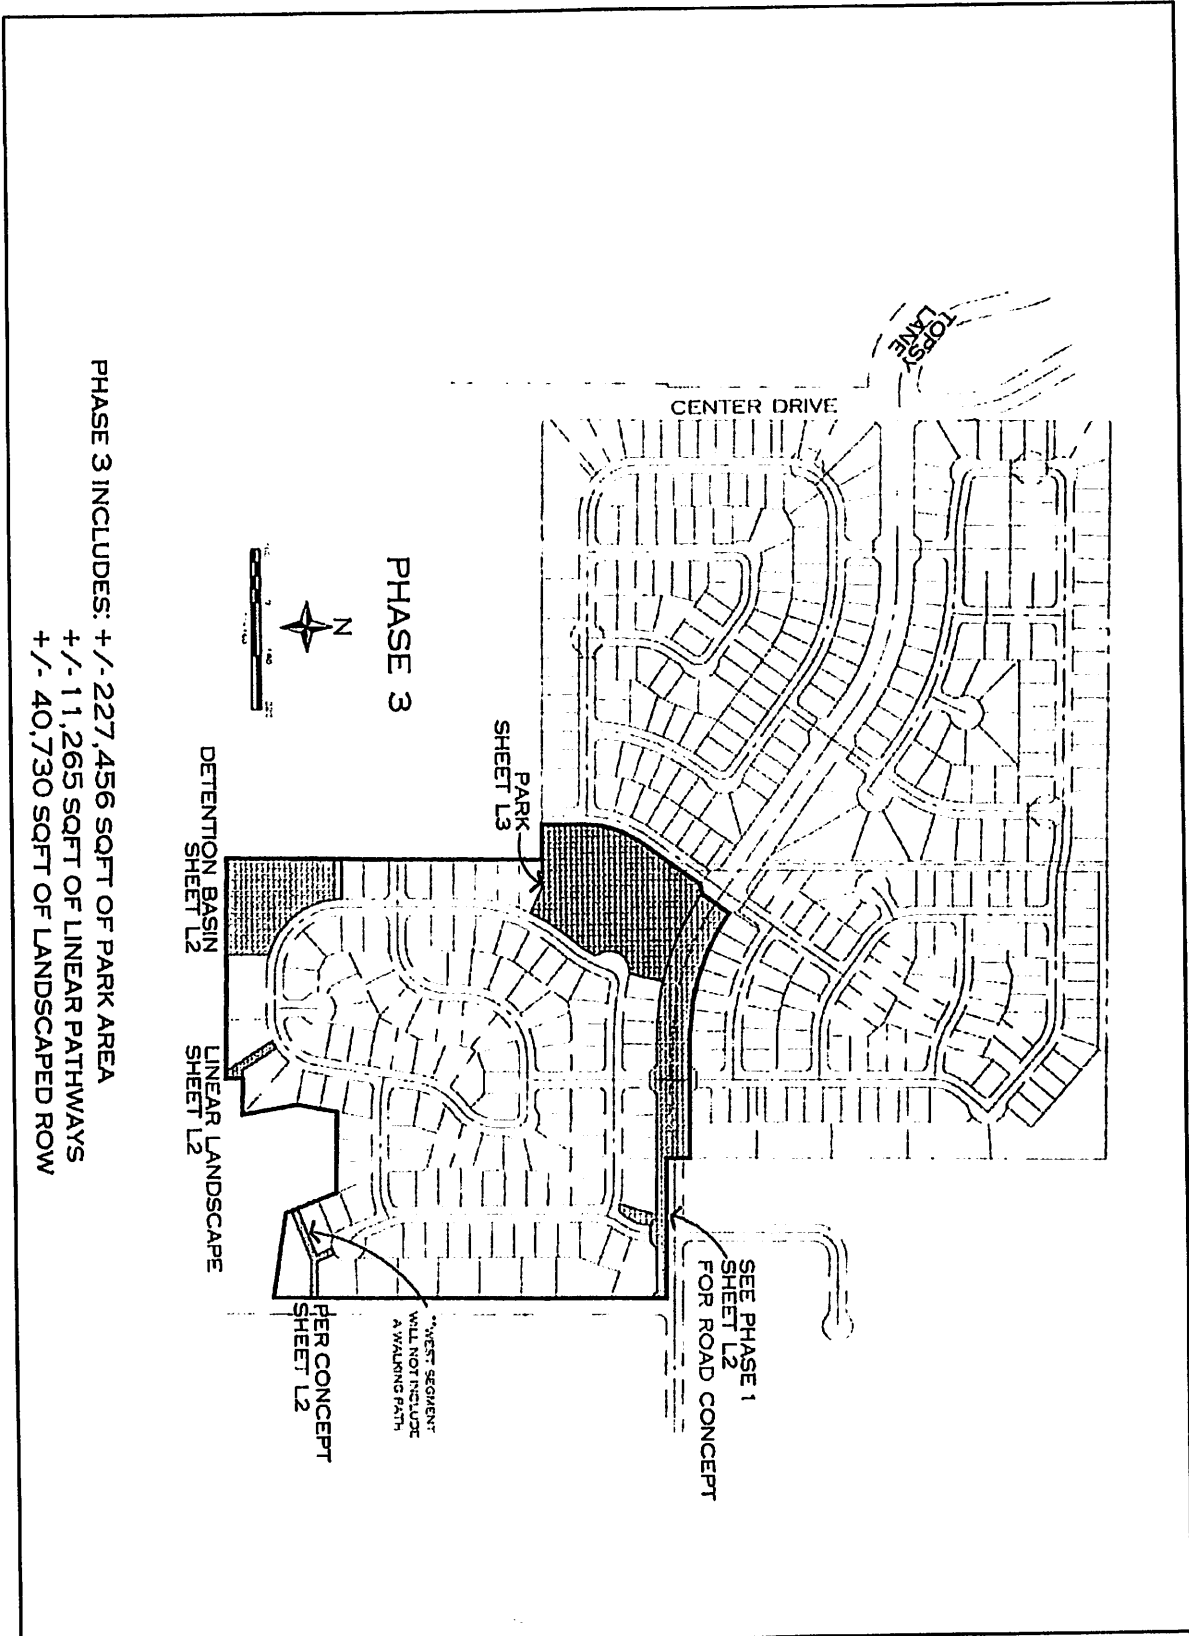 TOPSY
LANE
CENTER DRIVE
PHASE 3
N
PARK
SHEET L3
DETENTION BASIN
SHEET L2
LINEAR LANDSCAPE
SHEET L2
SEE PHASE 1
SHEET L2
FOR ROAD CONCEPT
**WEST SEGMENT
WILL NOT INCLUDE
A WALKING PATH
PER CONCEPT
SHEET L2
PHASE 3 INCLUDES: +/- 227,456 SQFT OF PARK AREA
+/- 11,265 SQFT OF LINEAR PATHWAYS
+/- 40,730 SQFT OF LANDSCAPED ROW